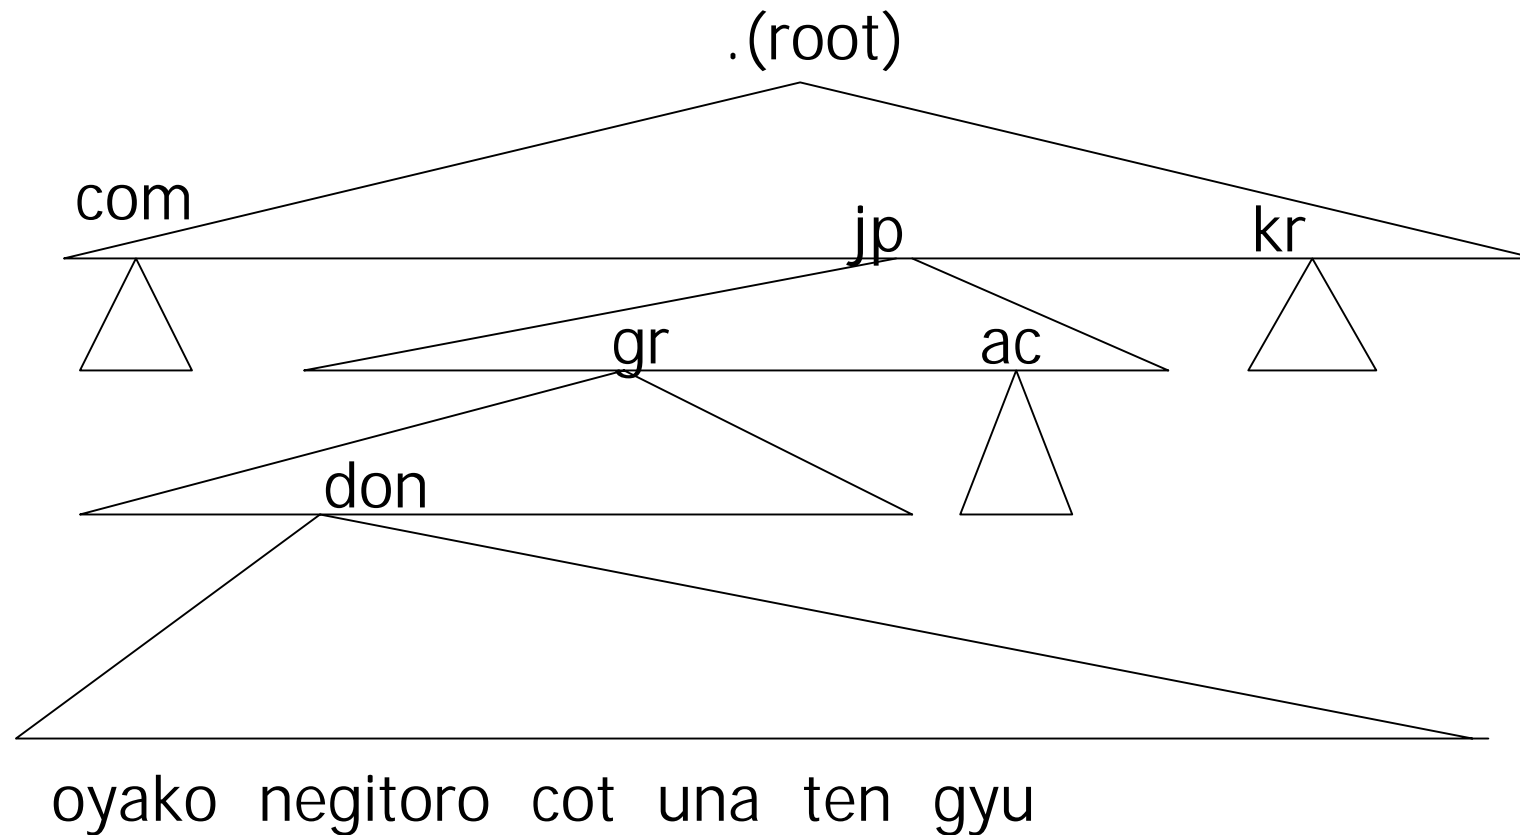 .(root)
com
jp kr
gr ac
don
oyako negitoro cot una ten gyu